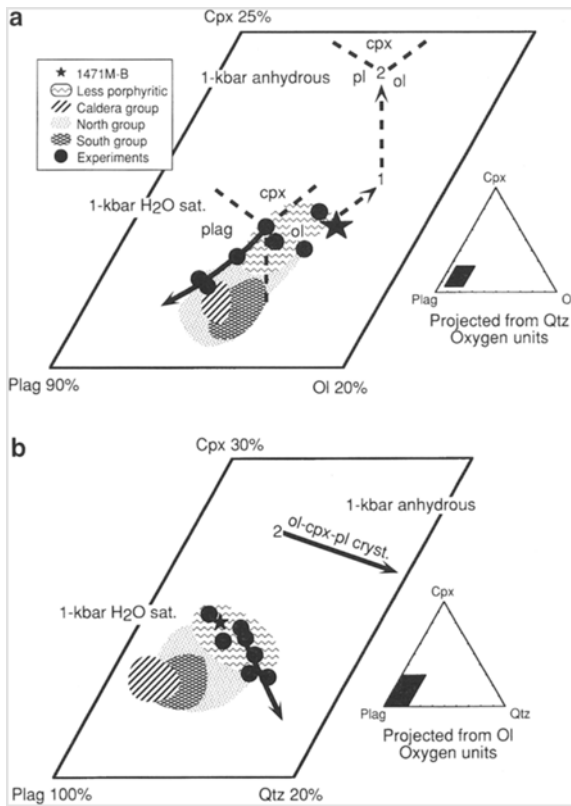 a
Cpx 25%
1471M-B
Less porphyritic
Caldera group
North group
South group
Experiments
1-kbar anhydrous
cpx
pl 2 ol
1
1-kbar H2O sat.
cpx
plag
ol
Plag 90%
Ol 20%
Cpx
Plag
O
Projected from Qtz
Oxygen units
b
Cpx 30%
1-kbar anhydrous
2
ol-cpx-pl cryst.
1-kbar H2O sat.
Plag 100%
Qtz 20%
Cpx
Plag
Qtz
Projected from Ol
Oxygen units